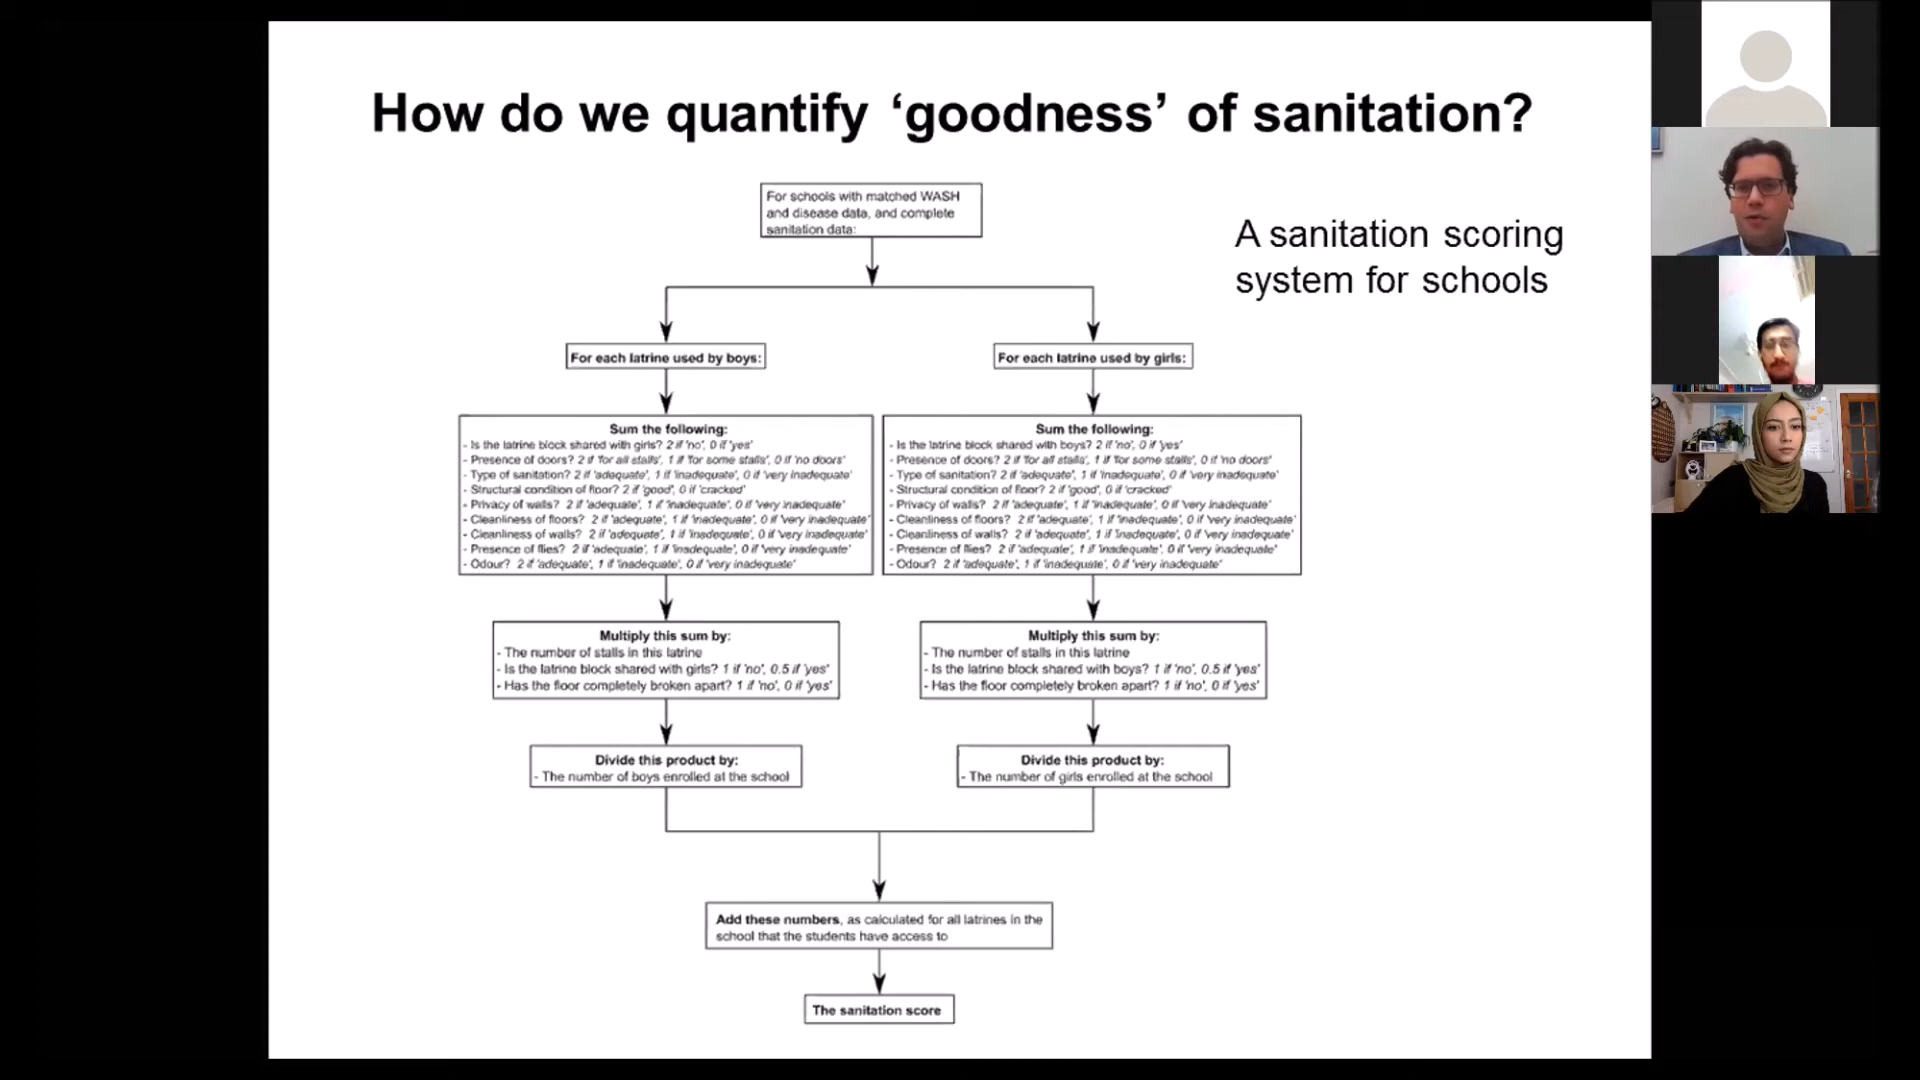 How do we quantify ‘goodness’ of sanitation?
For schools with matched WASH
and disease data, and complete
sanitation data:
A sanitation scoring
system for schools
For each latrine used by boys:
For each latrine used by girls:
Sum the following:
- Is the latrine block shared with girls? 2 if 'no', 0 if 'yes'
- Presence of doors? 2 if 'for all stalls', 1 if 'for some stalls', 0 if 'no doors'
- Type of sanitation? 2 if 'adequate', 1 if 'inadequate', 0 if 'very inadequate'
- Structural condition of floor? 2 if 'good', 0 if 'cracked'
- Privacy of walls? 2 if 'adequate', 1 if 'inadequate', 0 if 'very inadequate'
- Cleanliness of floors? 2 if 'adequate', 1 if 'inadequate', 0 if 'very inadequate'
- Cleanliness of walls? 2 if 'adequate', 1 if 'inadequate', 0 if 'very inadequate'
- Presence of flies? 2 if 'adequate', 1 if 'inadequate', 0 if 'very inadequate'
- Odour? 2 if 'adequate', 1 if 'inadequate', 0 if 'very inadequate'
Sum the following:
- Is the latrine block shared with boys? 2 if 'no', 0 if 'yes'
- Presence of doors? 2 if 'for all stalls', 1 if 'for some stalls', 0 if 'no doors'
- Type of sanitation? 2 if 'adequate', 1 if 'inadequate', 0 if 'very inadequate'
- Structural condition of floor? 2 if 'good', 0 if 'cracked'
- Privacy of walls? 2 if 'adequate', 1 if 'inadequate', 0 if 'very inadequate'
- Cleanliness of floors? 2 if 'adequate', 1 if 'inadequate', 0 if 'very inadequate'
- Cleanliness of walls? 2 if 'adequate', 1 if 'inadequate', 0 if 'very inadequate'
- Presence of flies? 2 if 'adequate', 1 if 'inadequate', 0 if 'very inadequate'
- Odour? 2 if 'adequate', 1 if 'inadequate', 0 if 'very inadequate'
Multiply this sum by:
- The number of stalls in this latrine
- Is the latrine block shared with girls? 1 if 'no', 0.5 if 'yes'
- Has the floor completely broken apart? 1 if 'no', 0 if 'yes'
Multiply this sum by:
- The number of stalls in this latrine
- Is the latrine block shared with boys? 1 if 'no', 0.5 if 'yes'
- Has the floor completely broken apart? 1 if 'no', 0 if 'yes'
Divide this product by:
- The number of boys enrolled at the school
Divide this product by:
- The number of girls enrolled at the school
Add these numbers, as calculated for all latrines in the
school that the students have access to
The sanitation score